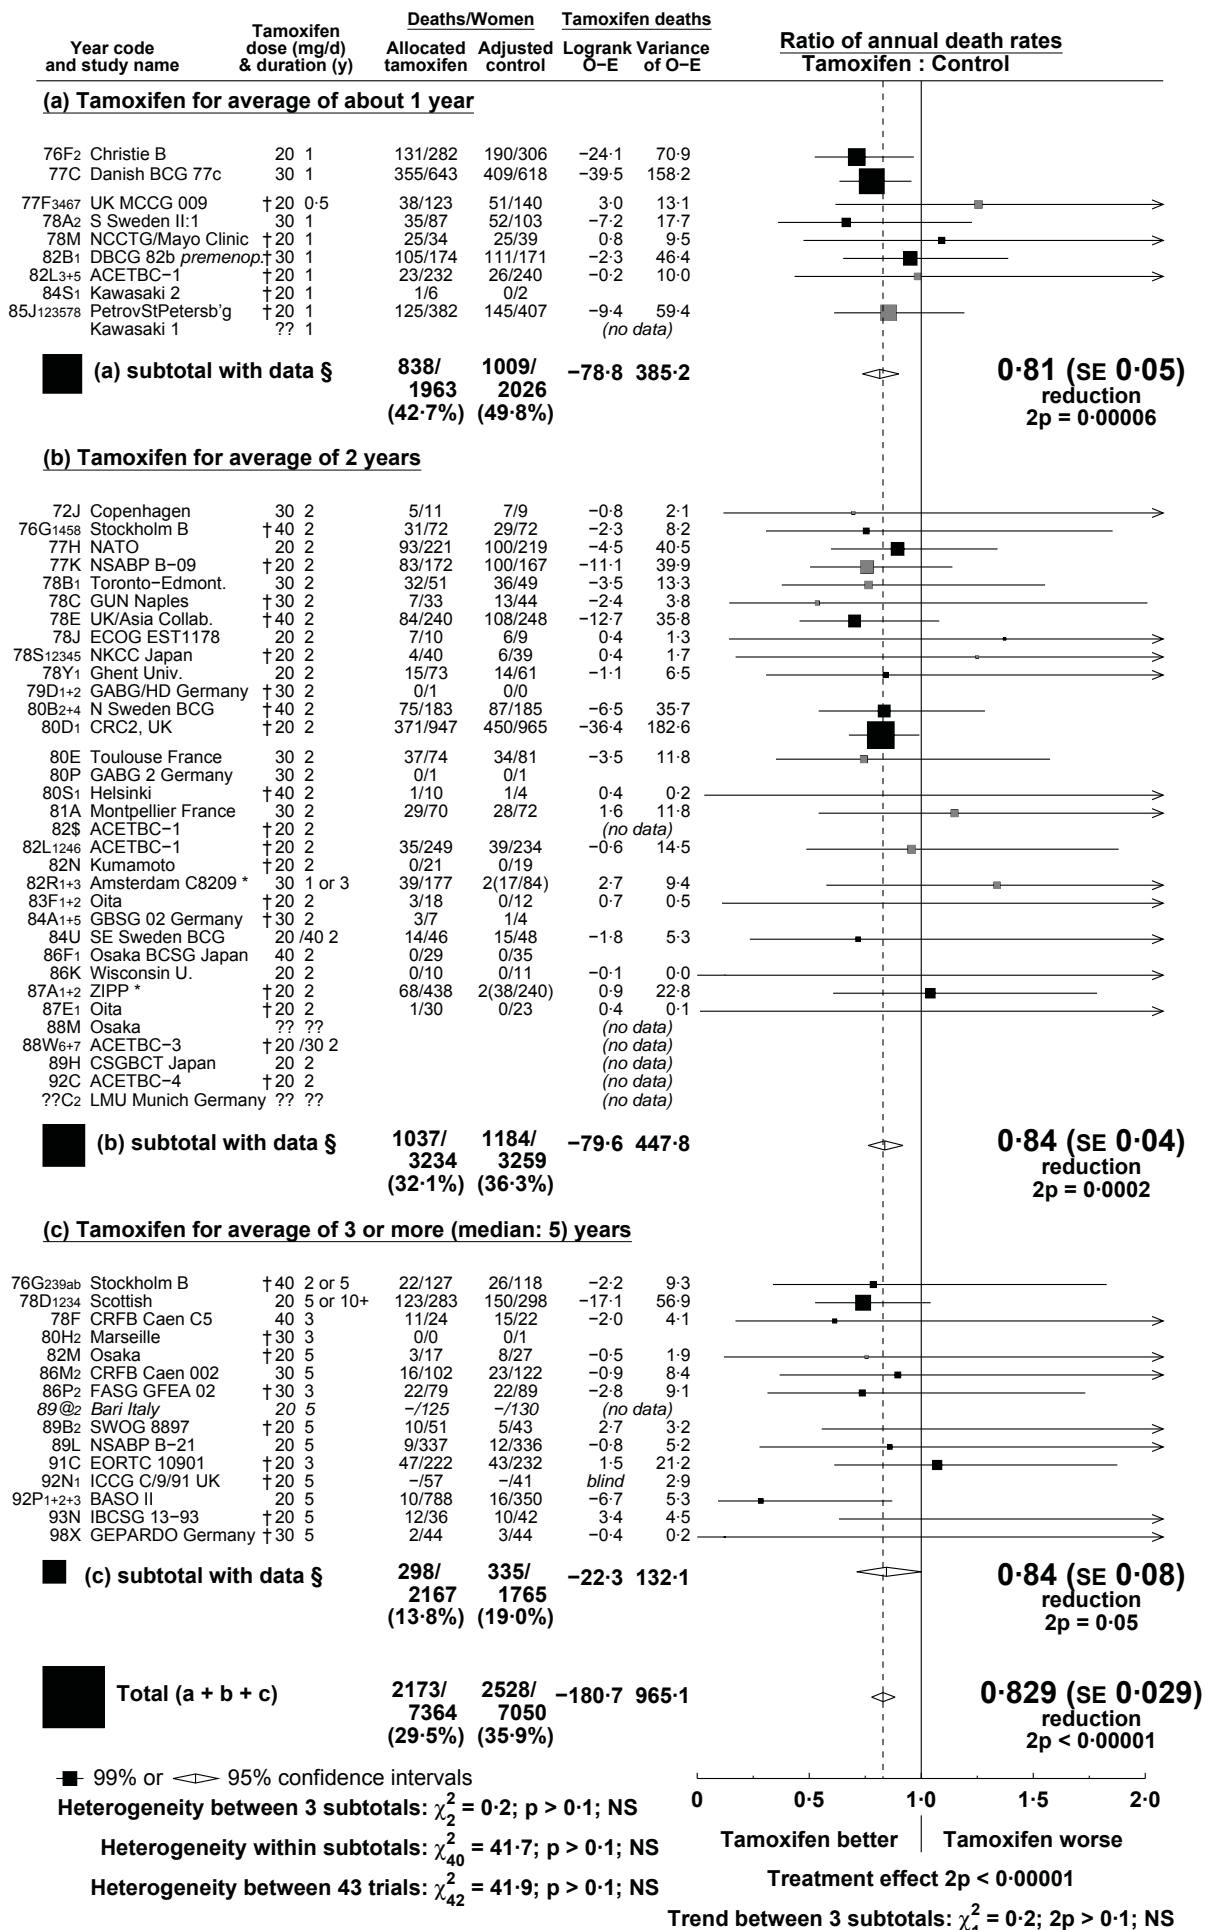 Deaths/Women Tamoxifen deaths
Year code and study name Tamoxifen dose (mg/d) & duration (y) Allocated tamoxifen Adjusted control Logrank O−E Variance of O−E Ratio of annual death rates Tamoxifen : Control
(a) Tamoxifen for average of about 1 year
76F2 Christie B 20 1 131/282 190/306 −24·1 70·9
77C Danish BCG 77c 30 1 355/643 409/618 −39·5 158·2
77F3467 UK MCCG 009 †20 0·5 38/123 51/140 3·0 13·1
78A2 S Sweden II:1 30 1 35/87 52/103 −7·2 17·7
78M NCCTG/Mayo Clinic †20 1 25/34 25/39 0·8 9·5
82B1 DBCG 82b premenop.†30 1 105/174 111/171 −2·3 46·4
82L3+5 ACETBC−1 †20 1 23/232 26/240 −0·2 10·0
84S1 Kawasaki 2 †20 1 1/6 0/2
85J123578 PetrovStPetersb'g †20 1 125/382 145/407 −9·4 59·4
Kawasaki 1 ?? 1 (no data)
(a) subtotal with data § 838/ 1009/ −78·8 385·2 0·81 (SE 0·05)
1963 2026 reduction
(42·7%) (49·8%) 2p = 0·00006
(b) Tamoxifen for average of 2 years
72J Copenhagen 30 2 5/11 7/9 −0·8 2·1
76G1458 Stockholm B †40 2 31/72 29/72 −2·3 8·2
77H NATO 20 2 93/221 100/219 −4·5 40·5
77K NSABP B−09 †20 2 83/172 100/167 −11·1 39·9
78B1 Toronto−Edmont. 30 2 32/51 36/49 −3·5 13·3
78C GUN Naples †30 2 7/33 13/44 −2·4 3·8
78E UK/Asia Collab. †40 2 84/240 108/248 −12·7 35·8
78J ECOG EST1178 20 2 7/10 6/9 0·4 1·3
78S12345 NKCC Japan †20 2 4/40 6/39 0·4 1·7
78Y1 Ghent Univ. 20 2 15/73 14/61 −1·1 6·5
79D1+2 GABG/HD Germany †30 2 0/1 0/0
80B2+4 N Sweden BCG †40 2 75/183 87/185 −6·5 35·7
80D1 CRC2, UK †20 2 371/947 450/965 −36·4 182·6
80E Toulouse France 30 2 37/74 34/81 −3·5 11·8
80P GABG 2 Germany 30 2 0/1 0/1
80S1 Helsinki †40 2 1/10 1/4 0·4 0·2
81A Montpellier France 30 2 29/70 28/72 1·6 11·8
82$ ACETBC−1 †20 2 (no data)
82L1246 ACETBC−1 †20 2 35/249 39/234 −0·6 14·5
82N Kumamoto †20 2 0/21 0/19
82R1+3 Amsterdam C8209 * 30 1 or 3 39/177 2(17/84) 2·7 9·4
83F1+2 Oita †20 2 3/18 0/12 0·7 0·5
84A1+5 GBSG 02 Germany †30 2 3/7 1/4
84U SE Sweden BCG 20 /40 2 14/46 15/48 −1·8 5·3
86F1 Osaka BCSG Japan 40 2 0/29 0/35
86K Wisconsin U. 20 2 0/10 0/11 −0·1 0·0
87A1+2 ZIPP * †20 2 68/438 2(38/240) 0·9 22·8
87E1 Oita †20 2 1/30 0/23 0·4 0·1
88M Osaka ?? ?? (no data)
88W6+7 ACETBC−3 †20 /30 2 (no data)
89H CSGBCT Japan 20 2 (no data)
92C ACETBC−4 †20 2 (no data)
??C2 LMU Munich Germany ?? ?? (no data)
(b) subtotal with data § 1037/ 1184/ −79·6 447·8 0·84 (SE 0·04)
3234 3259 reduction
(32·1%) (36·3%) 2p = 0·0002
(c) Tamoxifen for average of 3 or more (median: 5) years
76G239ab Stockholm B †40 2 or 5 22/127 26/118 −2·2 9·3
78D1234 Scottish 20 5 or 10+ 123/283 150/298 −17·1 56·9
78F CRFB Caen C5 40 3 11/24 15/22 −2·0 4·1
80H2 Marseille †30 3 0/0 0/1
82M Osaka †20 5 3/17 8/27 −0·5 1·9
86M2 CRFB Caen 002 30 5 16/102 23/122 −0·9 8·4
86P2 FASG GFEA 02 †30 3 22/79 22/89 −2·8 9·1
89@2 Bari Italy 20 5 −/125 −/130 (no data)
89B2 SWOG 8897 †20 5 10/51 5/43 2·7 3·2
89L NSABP B−21 20 5 9/337 12/336 −0·8 5·2
91C EORTC 10901 †20 3 47/222 43/232 1·5 21·2
92N1 ICCG C/9/91 UK †20 5 −/57 −/41 blind 2·9
92P1+2+3 BASO II 20 5 10/788 16/350 −6·7 5·3
93N IBCSG 13−93 †20 5 12/36 10/42 3·4 4·5
98X GEPARDO Germany †30 5 2/44 3/44 −0·4 0·2
(c) subtotal with data § 298/ 335/ −22·3 132·1 0·84 (SE 0·08)
2167 1765 reduction
(13·8%) (19·0%) 2p = 0·05
Total (a + b + c) 2173/ 2528/ −180·7 965·1 0·829 (SE 0·029)
7364 7050 reduction
(29·5%) (35·9%) 2p < 0·00001
99% or 95% confidence intervals
0 0·5 1·0 1·5 2·0
Heterogeneity between 3 subtotals: χ²₂ = 0·2; p > 0·1; NS
Tamoxifen better Tamoxifen worse
Heterogeneity within subtotals: χ²₄₀ = 41·7; p > 0·1; NS
Treatment effect 2p < 0·00001
Heterogeneity between 43 trials: χ²₄₂ = 41·9; p > 0·1; NS
Trend between 3 subtotals: χ²₁ = 0·2; 2p > 0·1; NS